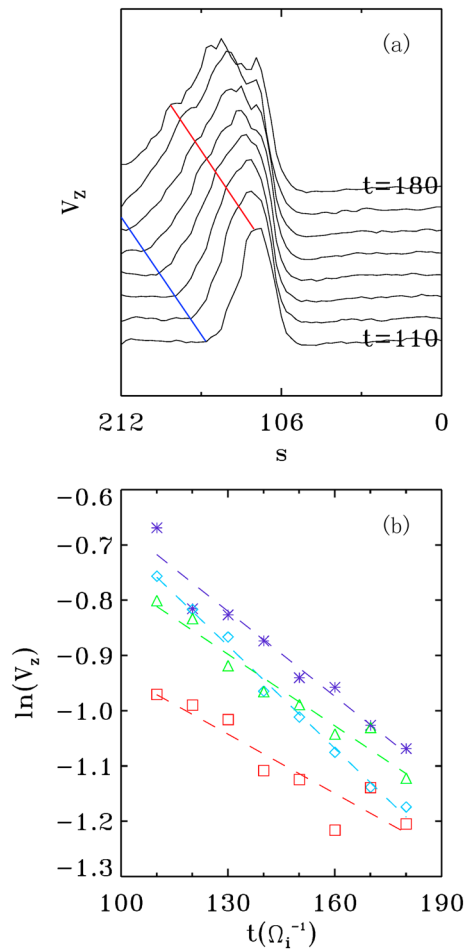 (a)
V_z
t=180
t=110
212 106 0
s
(b)
ln(V_z)
-0.6
-0.7
-0.8
-0.9
-1.0
-1.1
-1.2
-1.3
100 130 160 190
t(Ω_i^{-1})